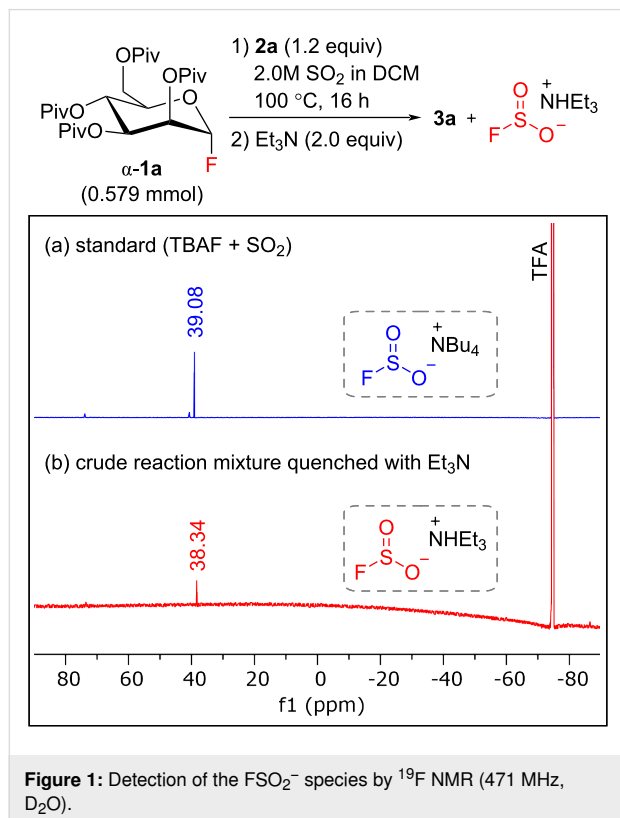 OPiv
OPiv
O
PivO
PivO
F
α-1a
(0.579 mmol)
1) 2a (1.2 equiv)
2.0M SO₂ in DCM
100 °C, 16 h
2) Et₃N (2.0 equiv)
3a +
O
F S O⁻
+
NHEt₃
(a) standard (TBAF + SO₂)
TFA
39.08
O
F S O⁻
+
NBu₄
(b) crude reaction mixture quenched with Et₃N
38.34
O
F S O⁻
+
NHEt₃
80 60 40 20 0 -20 -40 -60 -80
f1 (ppm)
Figure 1: Detection of the FSO₂⁻ species by ¹⁹F NMR (471 MHz,
D₂O).